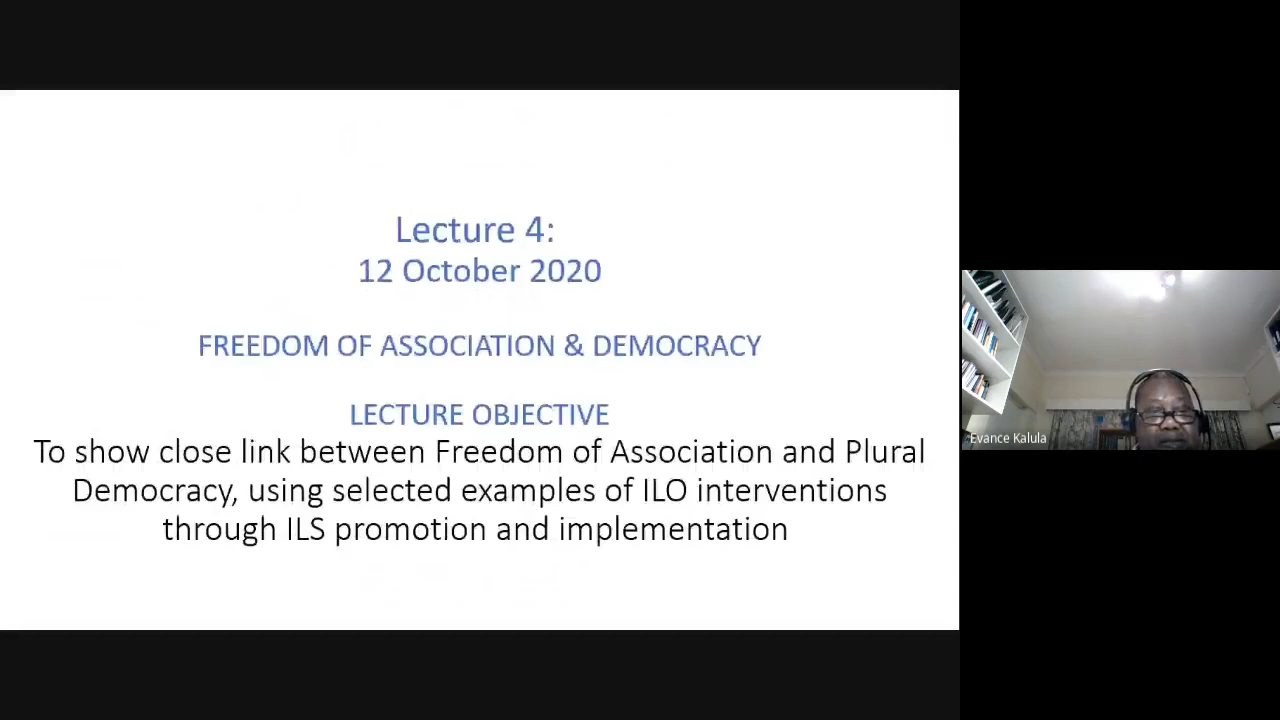 Lecture 4:
12 October 2020
FREEDOM OF ASSOCIATION & DEMOCRACY
LECTURE OBJECTIVE
To show close link between Freedom of Association and Plural
Democracy, using selected examples of ILO interventions
through ILS promotion and implementation
Evance Kalula